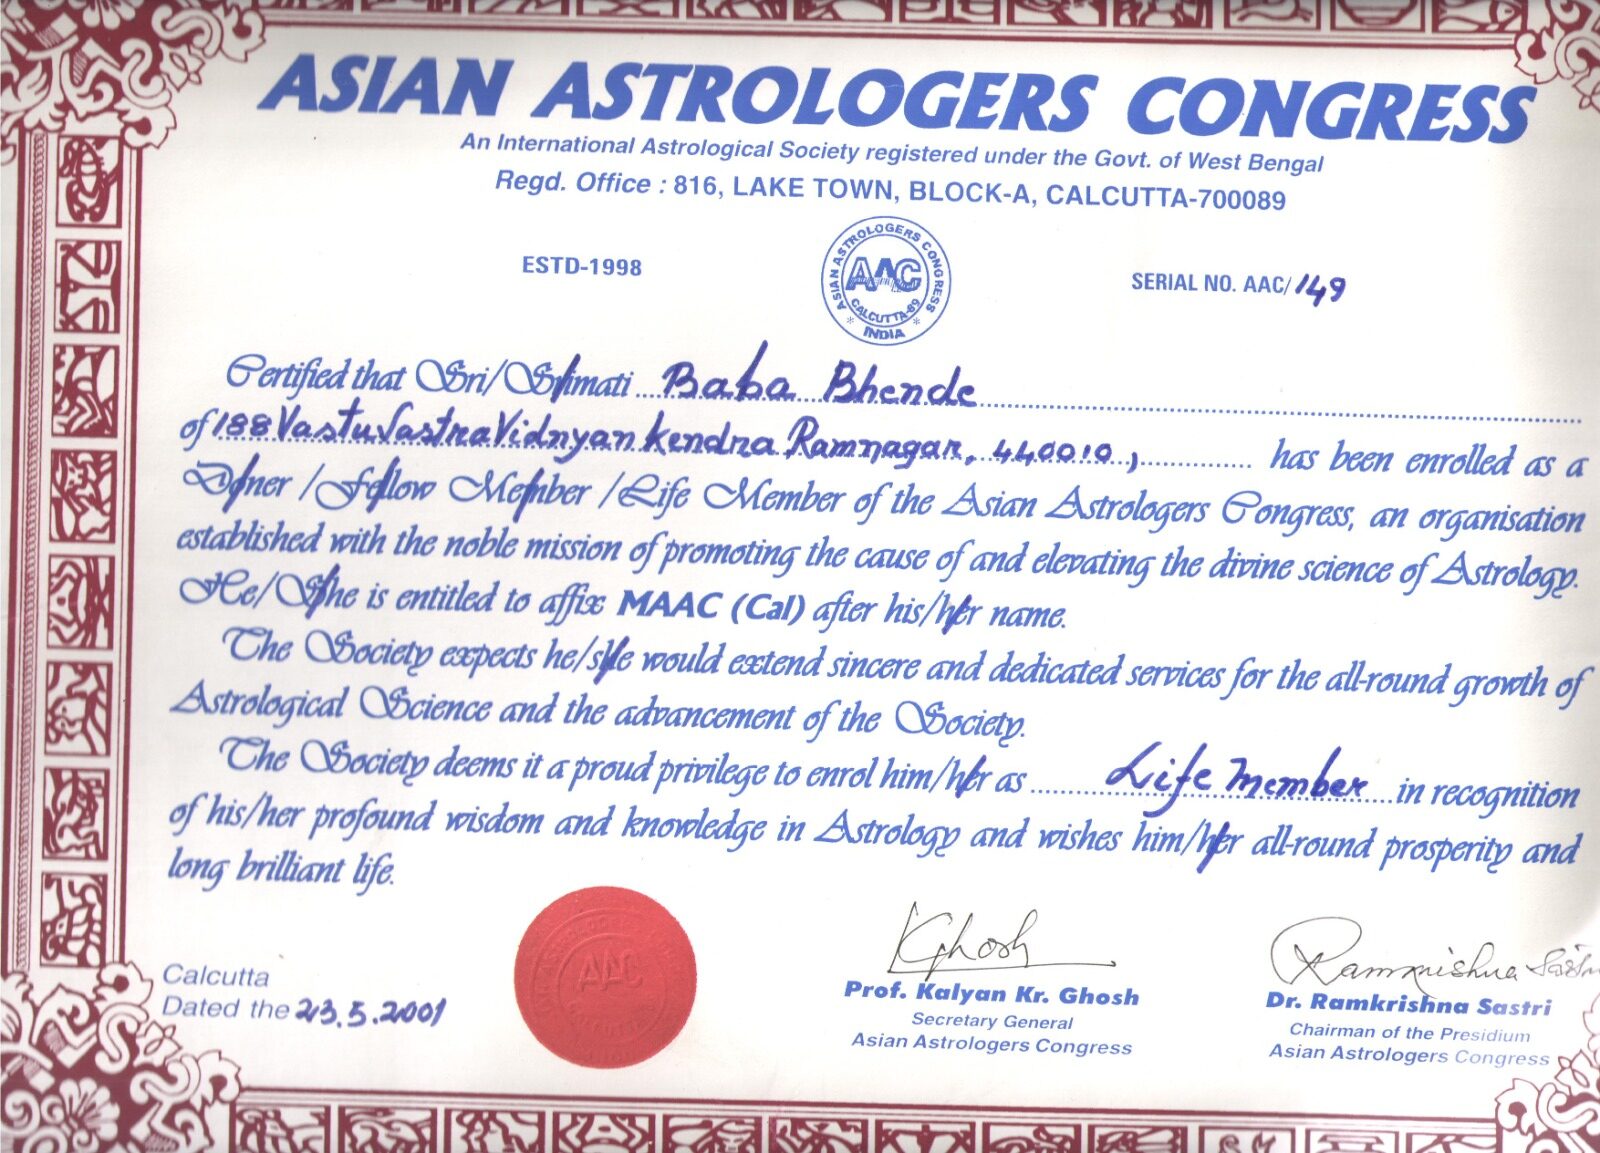 ASIAN ASTROLOGERS CONGRESS
An International Astrological Society registered under the Govt. of West Bengal
Regd. Office : 816, LAKE TOWN, BLOCK-A, CALCUTTA-700089
ESTD-1998
ASIAN ASTROLOGERS CONGRESS
AAC
CALCUTTA-89
* INDIA *
SERIAL NO. AAC/149
Certified that Sri/Srimati Baba Bhende
of 188 Vastu Sastra Vidnyan Kendra, Ramnagar, 440010, has been enrolled as a
Doner / Fellow Member / Life Member of the Asian Astrologers Congress, an organisation
established with the noble mission of promoting the cause of and elevating the divine science of Astrology.
He/She is entitled to affix MAAC (Cal) after his/her name.
The Society expects he/she would extend sincere and dedicated services for the all-round growth of
Astrological Science and the advancement of the Society.
The Society deems it a proud privilege to enrol him/her as Life Member in recognition
of his/her profound wisdom and knowledge in Astrology and wishes him/her all-round prosperity and
long brilliant life.
Calcutta
Dated the 23.5.2001
AAC
KGhosh
Prof. Kalyan Kr. Ghosh
Secretary General
Asian Astrologers Congress
Ramkrishna Sastri
Dr. Ramkrishna Sastri
Chairman of the Presidium
Asian Astrologers Congress